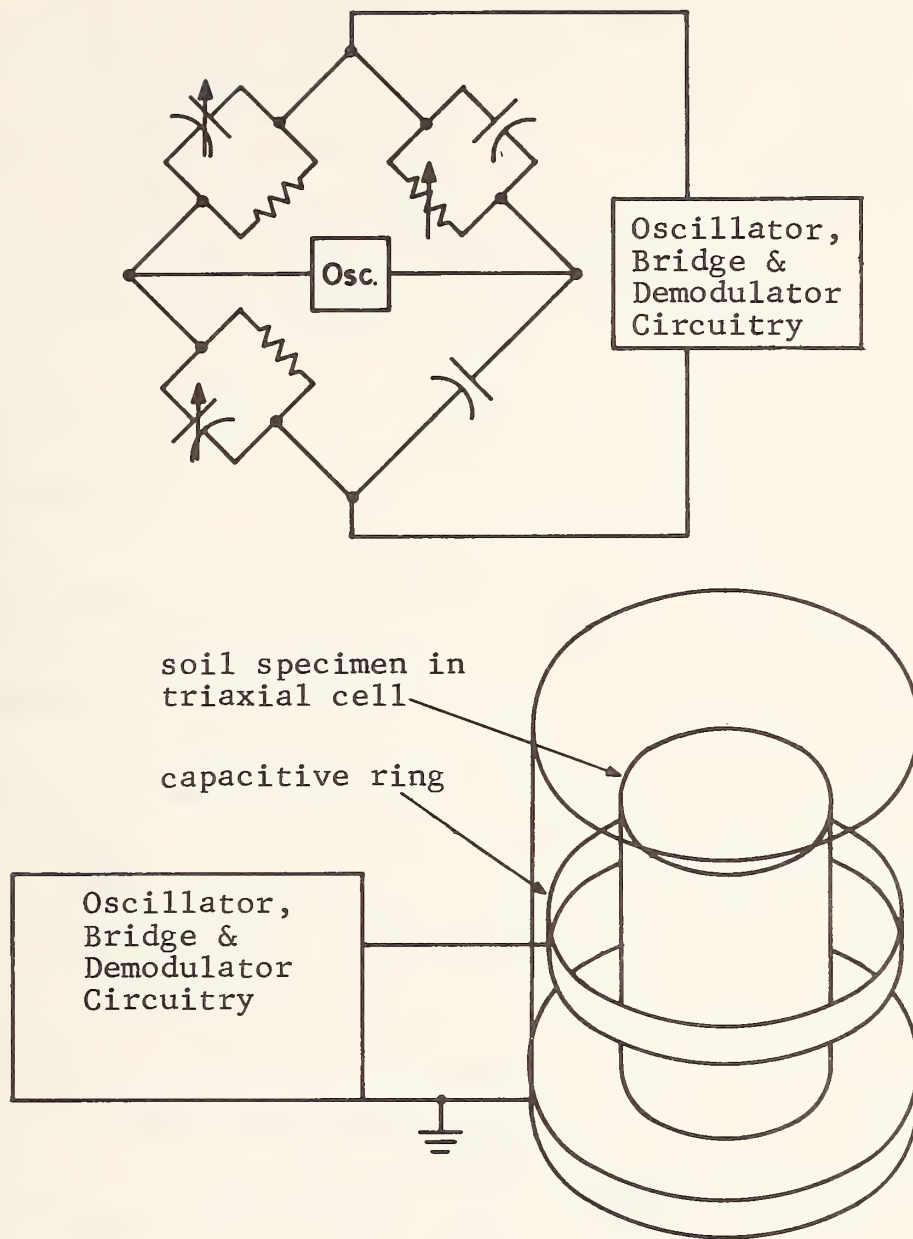 Osc.
Oscillator,
Bridge &
Demodulator
Circuitry
soil specimen in
triaxial cell
capacitive ring
Oscillator,
Bridge &
Demodulator
Circuitry